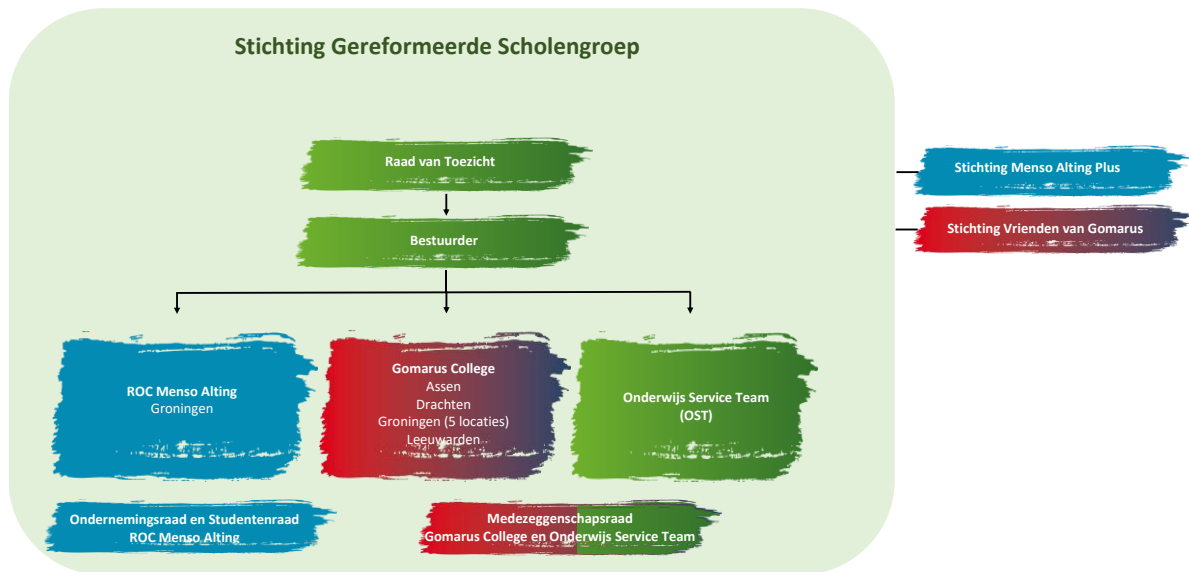 Stichting Gereformeerde Scholengroep
Raad van Toezicht
Stichting Menso Alting Plus
Stichting Vrienden van Gomarus
Bestuurder
ROC Menso Alting
Groningen
Gomarus College
Assen
Drachten
Groningen (5 locaties)
Leeuwarden
Onderwijs Service Team
(OST)
Ondernemingsraad en Studentenraad
ROC Menso Alting
Medezeggenschapsraad
Gomarus College en Onderwijs Service Team